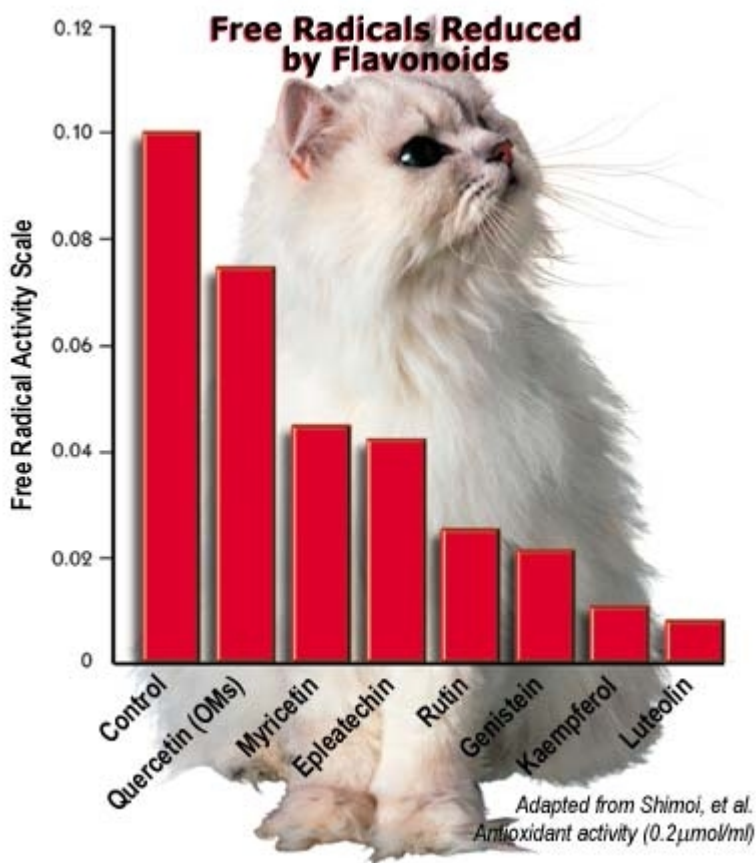 Free Radicals Reduced
by Flavonoids
Free Radical Activity Scale
0.12
0.10
0.08
0.06
0.04
0.02
0
Control
Quercetin (OMs)
Myricetin
Epleatechin
Rutin
Genistein
Kaempferol
Luteolin
Adapted from Shimoi, et al.
Antioxidant activity (0.2µmol/ml)